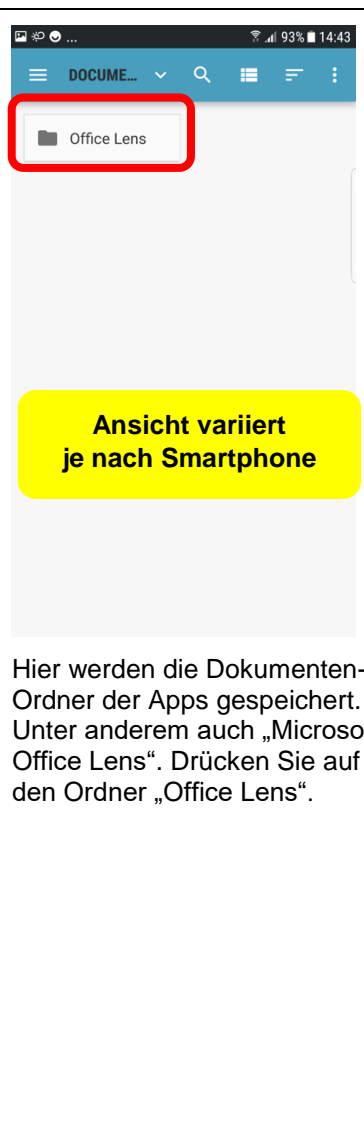 ... 93% 14:43
DOCUME...
Office Lens
Ansicht variiert
je nach Smartphone
Hier werden die Dokumenten-
Ordner der Apps gespeichert.
Unter anderem auch „Microso
Office Lens“. Drücken Sie auf
den Ordner „Office Lens“.